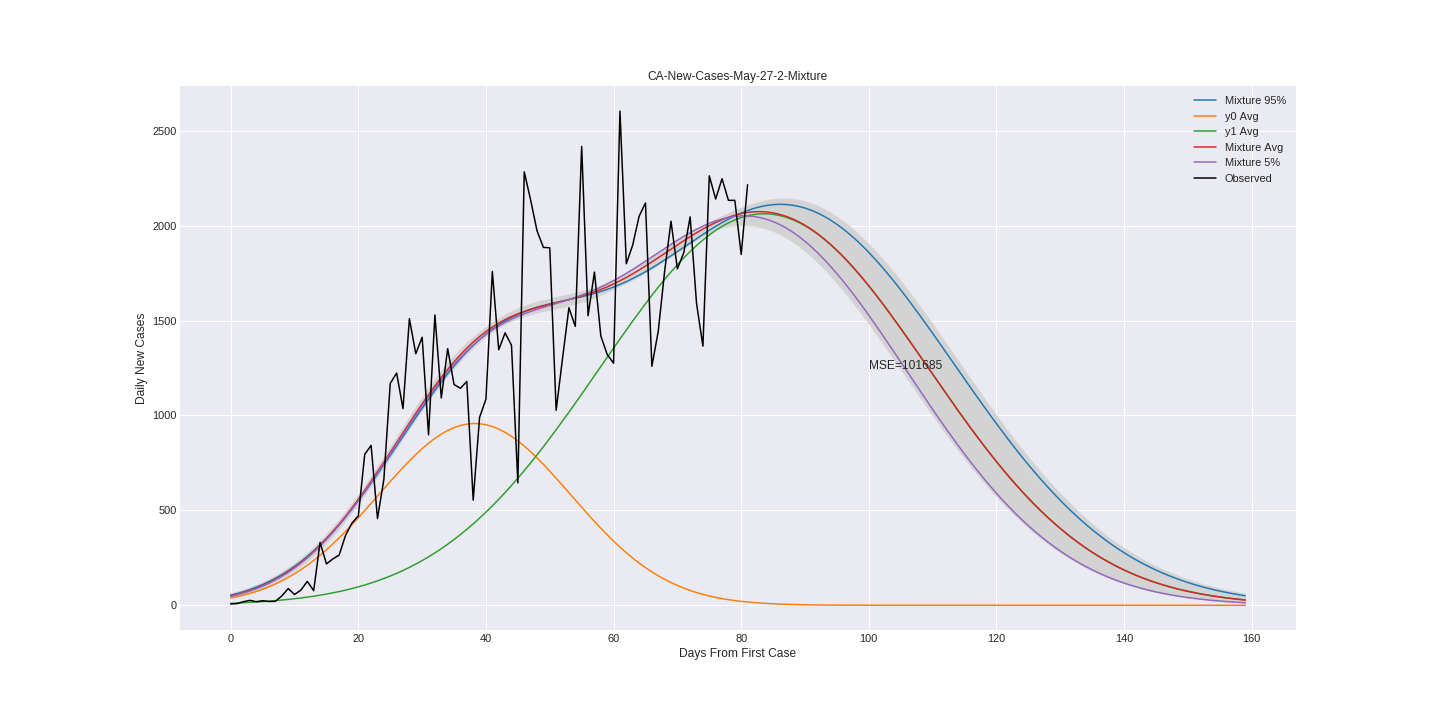 CA-New-Cases-May-27-2-Mixture
Mixture 95%
y0 Avg
y1 Avg
Mixture Avg
Mixture 5%
Observed
Daily New Cases
2500
2000
1500
1000
500
0
MSE=101685
0 20 40 60 80 100 120 140 160
Days From First Case